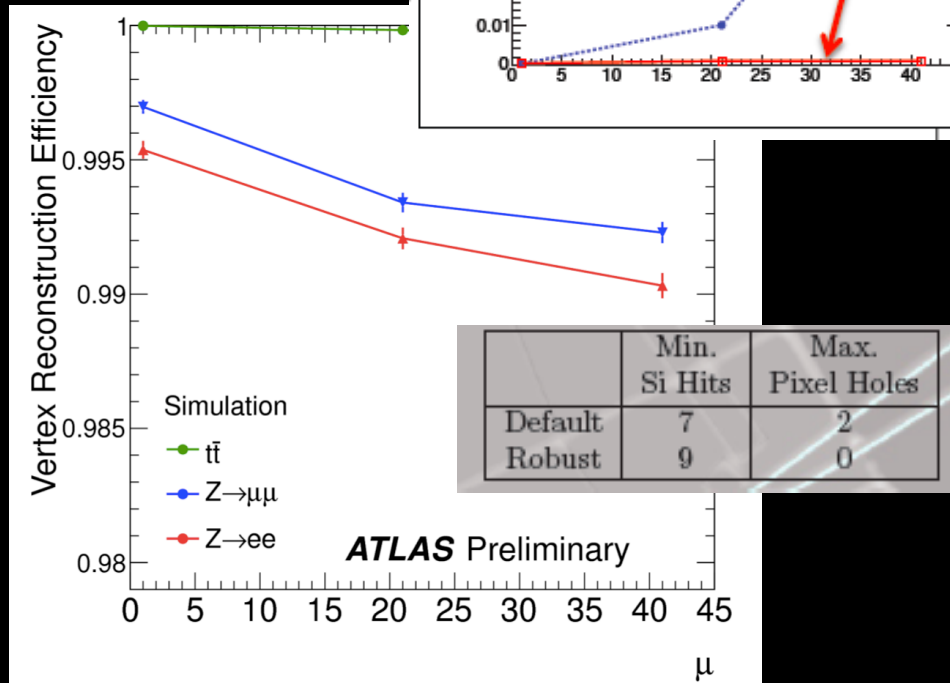 0.01
0
0 5 10 15 20 25 30 35 40
Vertex Reconstruction Efficiency
1
0.995
0.99
0.985
0.98
Min. Max.
Si Hits Pixel Holes
Default 7 2
Robust 9 0
Simulation
tt̄
Z→μμ
Z→ee
ATLAS Preliminary
0 5 10 15 20 25 30 35 40 45
μ